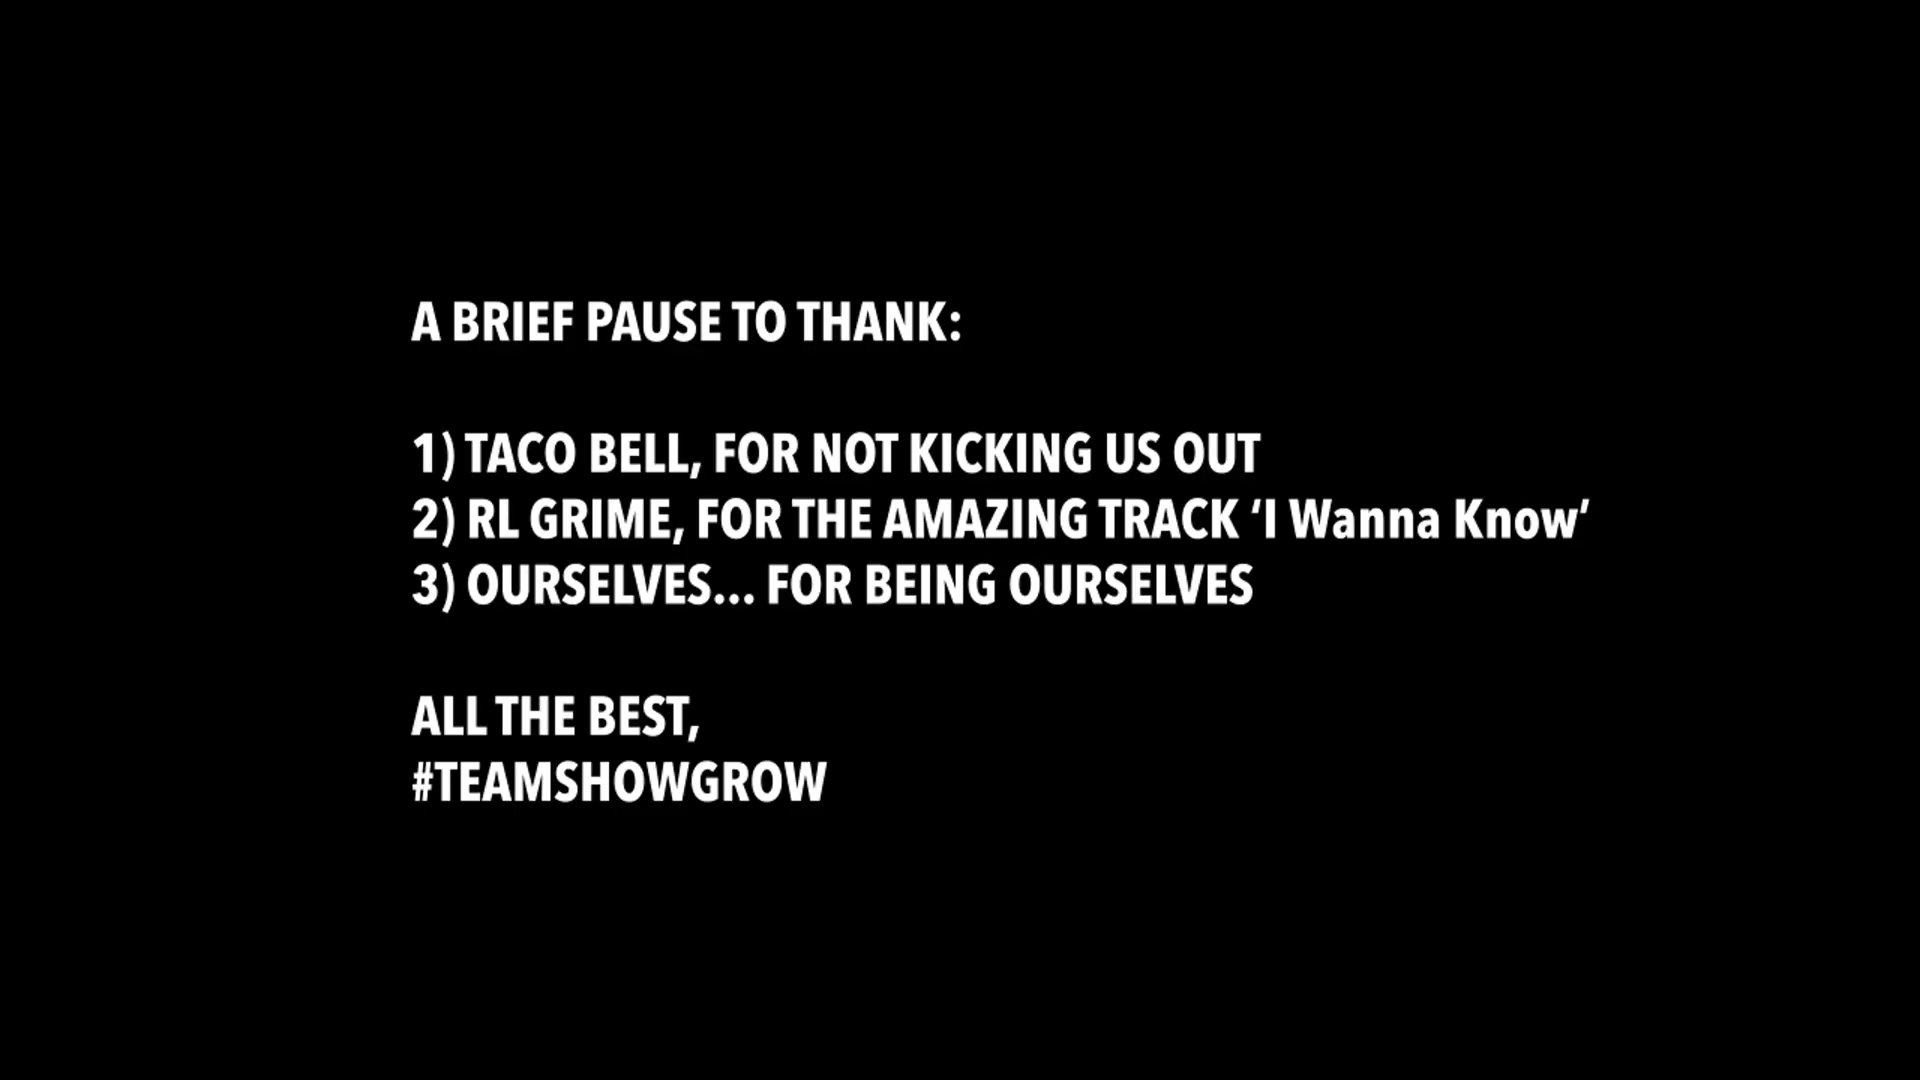 A BRIEF PAUSE TO THANK:
1) TACO BELL, FOR NOT KICKING US OUT
2) RL GRIME, FOR THE AMAZING TRACK ‘I Wanna Know’
3) OURSELVES... FOR BEING OURSELVES
ALL THE BEST,
#TEAMSHOWGROW